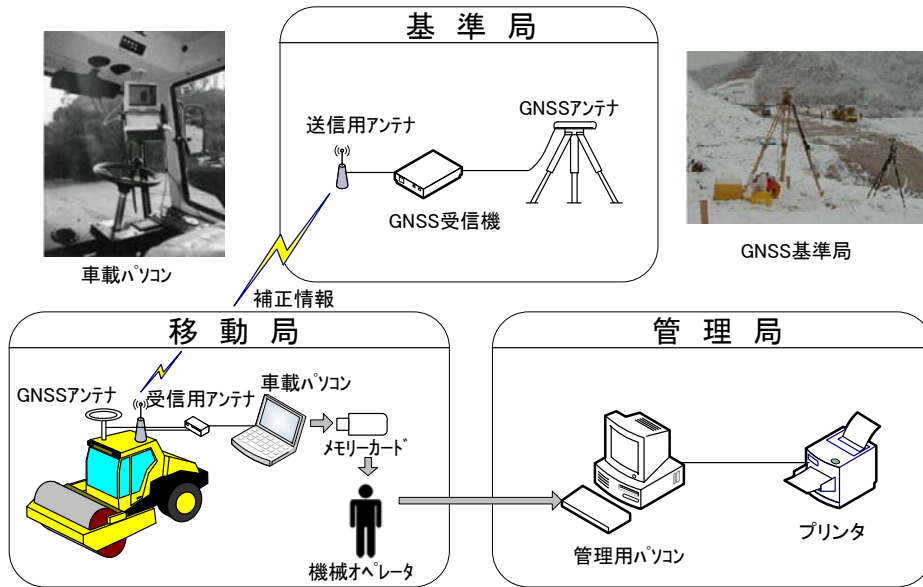 基準局
送信用アンテナ
GNSSアンテナ
GNSS受信機
車載ﾊﾟｿｺﾝ
GNSS基準局
補正情報
移動局
GNSSアンテナ
受信用アンテナ
車載ﾊﾟｿｺﾝ
ﾒﾓﾘｰｶｰﾄﾞ
機械ｵﾍﾟﾚｰﾀ
管理局
管理用ﾊﾟｿｺﾝ
プリンタ